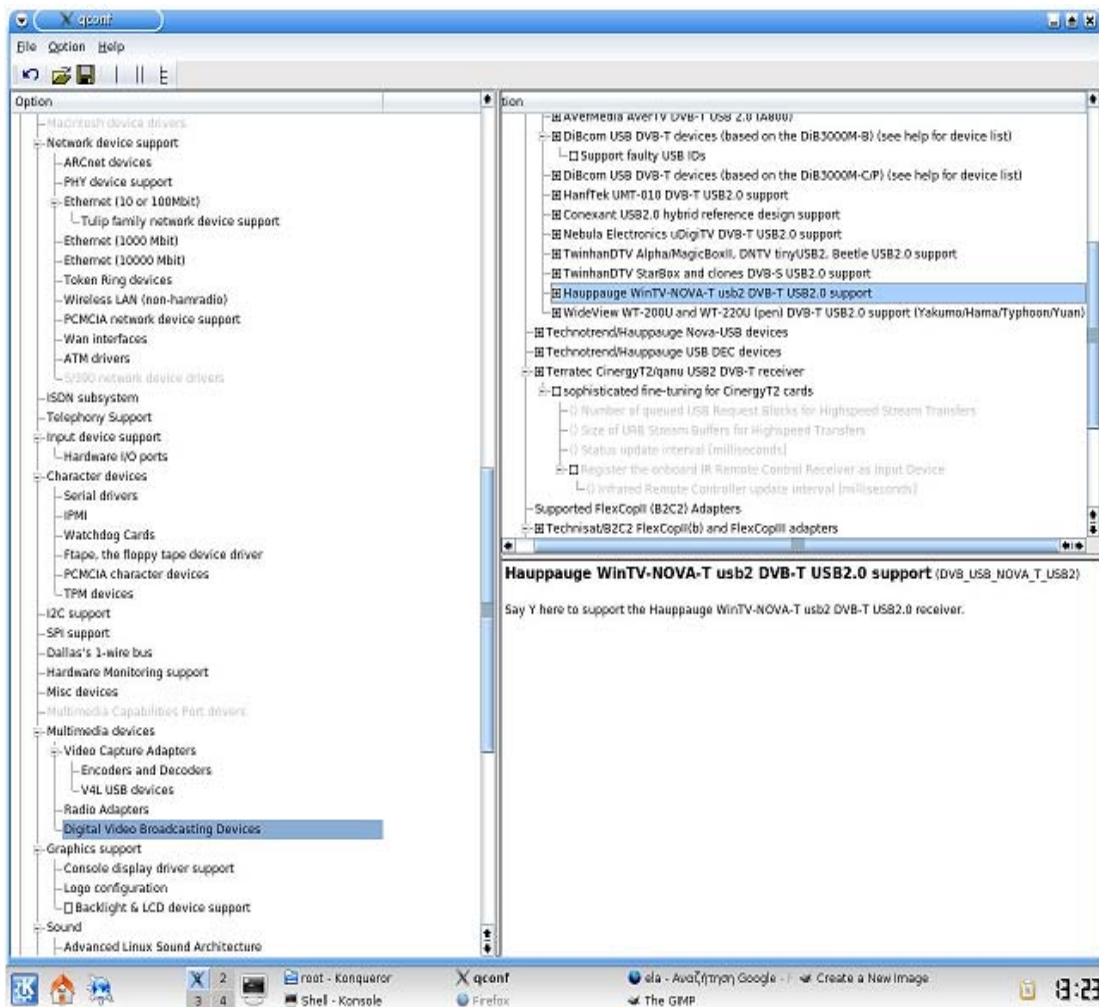 qconf
File Option Help
Option
Macintosh device drivers
Network device support
ARCnet devices
PHY device support
Ethernet (10 or 100Mbit)
Tulip family network device support
Ethernet (1000 Mbit)
Ethernet (10000 Mbit)
Token Ring devices
Wireless LAN (non-hamradio)
PCMCIA network device support
Wan interfaces
ATM drivers
S/390 network device drivers
ISDN subsystem
Telephony Support
Input device support
Hardware I/O ports
Character devices
Serial drivers
IPMI
Watchdog Cards
Ftape, the floppy tape device driver
PCMCIA character devices
TPM devices
I2C support
SPI support
Dallas's 1-wire bus
Hardware Monitoring support
Misc devices
Multimedia Capabilities Port drivers
Multimedia devices
Video Capture Adapters
Encoders and Decoders
V4L USB devices
Radio Adapters
Digital Video Broadcasting Devices
Graphics support
Console display driver support
Logo configuration
Backlight & LCD device support
Sound
Advanced Linux Sound Architecture
tion
AverMedia AverTV DVB-T USB 2.0 (A800)
DiBcom USB DVB-T devices (based on the DiB3000M-B) (see help for device list)
Support faulty USB IDs
DiBcom USB DVB-T devices (based on the DiB3000M-C/P) (see help for device list)
HanfTek UMT-010 DVB-T USB2.0 support
Conexant USB2.0 hybrid reference design support
Nebula Electronics uDigiTV DVB-T USB2.0 support
TwinhanDTV Alpha/MagicBoxII, DNTV tinyUSB2, Beetle USB2.0 support
TwinhanDTV StarBox and clones DVB-S USB2.0 support
Hauppauge WinTV-NOVA-T usb2 DVB-T USB2.0 support
WideView WT-200U and WT-220U (pen) DVB-T USB2.0 support (Yakumo/Hama/Typhoon/Yuan)
Technotrend/Hauppauge Nova-USB devices
Technotrend/Hauppauge USB DEC devices
Terratec CinergyT2/qanu USB2 DVB-T receiver
sophisticated fine-tuning for CinergyT2 cards
() Number of queued USB Request Blocks for Highspeed Stream Transfers
() Size of URB Stream Buffers for Highspeed Transfers
() Status update interval [milliseconds]
Register the onboard IR Remote Control Receiver as Input Device
() Infrared Remote Controller update interval [milliseconds]
Supported FlexCopII (B2C2) Adapters
Technisat/B2C2 FlexCopII(b) and FlexCopIII adapters
Hauppauge WinTV-NOVA-T usb2 DVB-T USB2.0 support (DVB_USB_NOVA_T_USB2)
Say Y here to support the Hauppauge WinTV-NOVA-T usb2 DVB-T USB2.0 receiver.
2
3 4
root - Konqueror
Shell - Konsole
qconf
Firefox
ela - Αναζήτηση Google -
The GIMP
Create a New Image
13:23